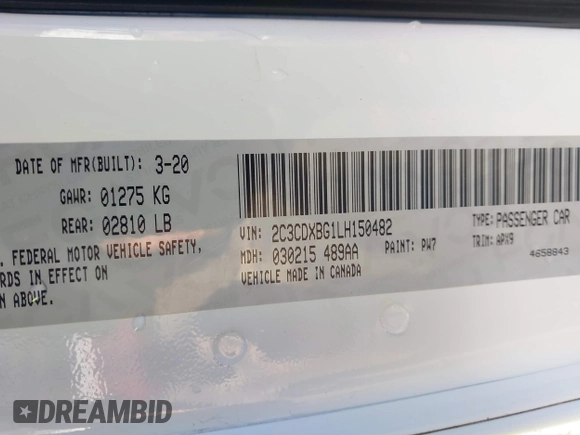 DATE OF MFR(BUILT): 3-20
GAWR: 01275 KG
REAR: 02810 LB
. FEDERAL MOTOR VEHICLE SAFETY,
RDS IN EFFECT ON
N ABOVE.
VIN: 2C3CDXBG1LH150482
TYPE: PASSENGER CAR
MDH: 030215 489AA
PAINT: PW7
TRIM: APX9
VEHICLE MADE IN CANADA
4658843
DREAMBID